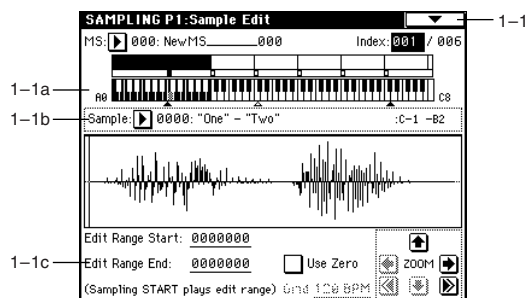 SAMPLING P1:Sample Edit
1-1
MS: 000: NewMS_____000 Index: 001 / 006
1-1a
A0 C8
1-1b
Sample: 0000: "One" - "Two" :C-1 -B2
Edit Range Start: 0000000
1-1c
Edit Range End: 0000000 Use Zero ZOOM
(Sampling START plays edit range) Grid 120 BPM